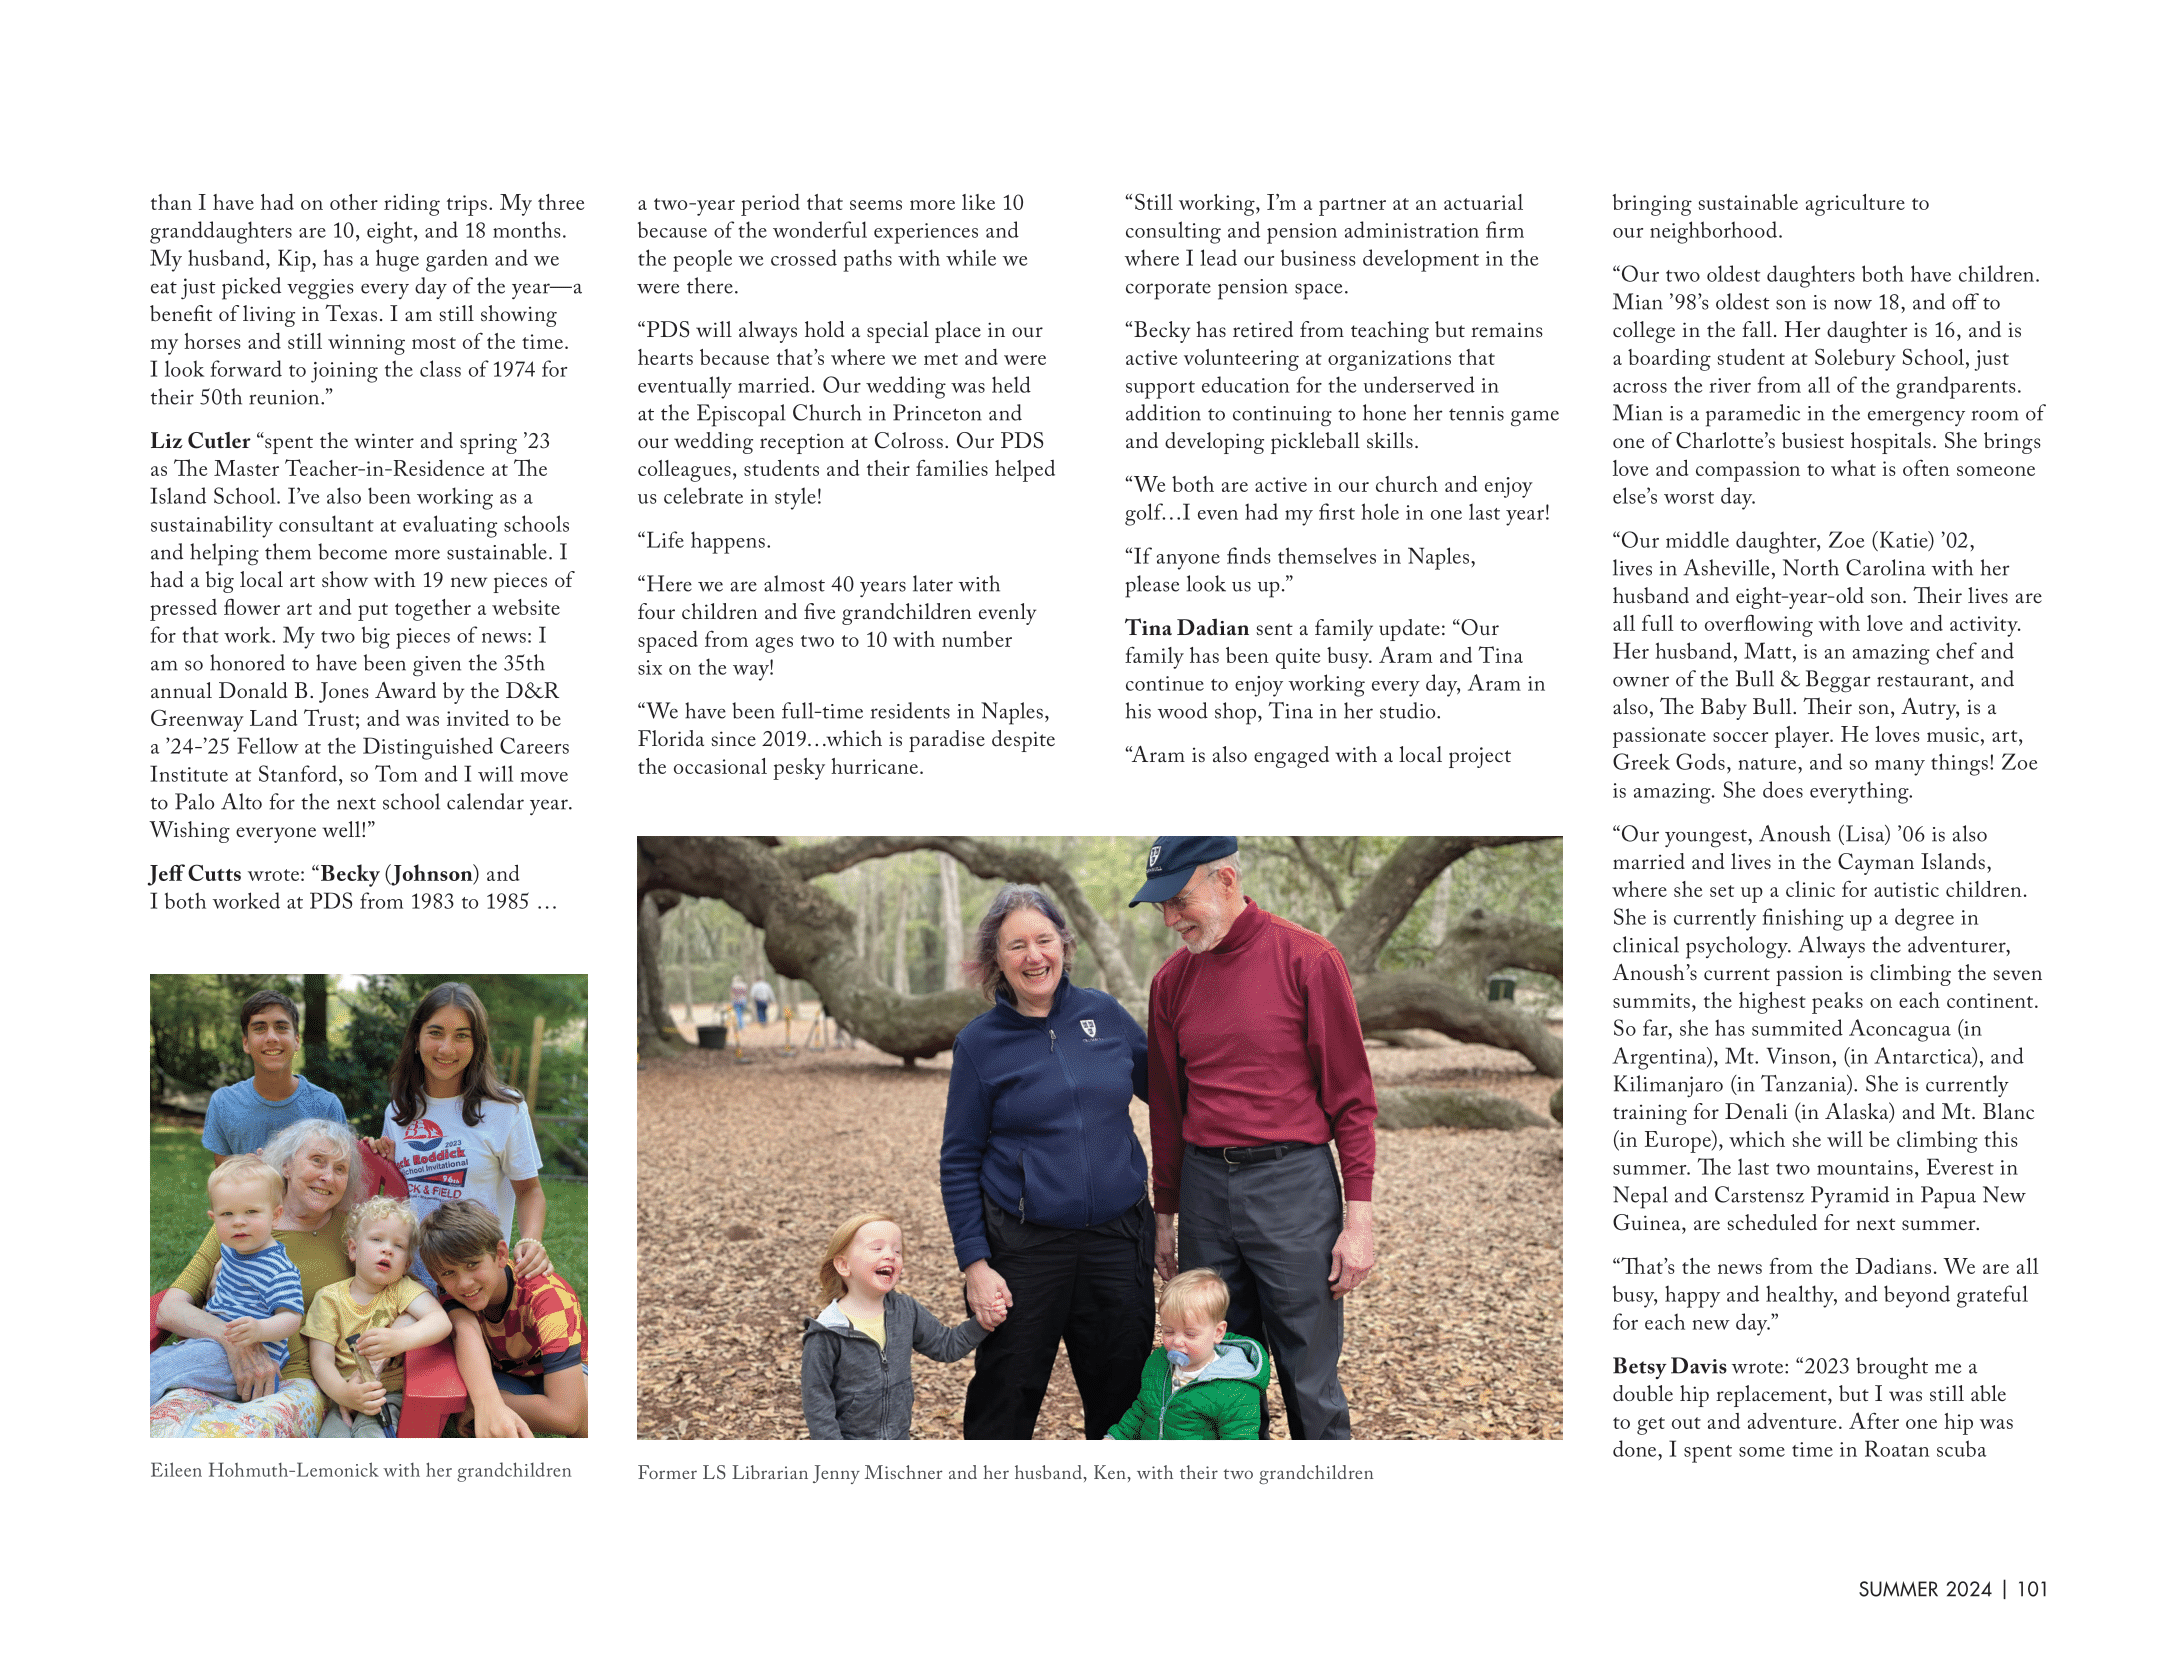 than I have had on other riding trips. My three
granddaughters are 10, eight, and 18 months.
My husband, Kip, has a huge garden and we
eat just picked veggies every day of the year—a
benefit of living in Texas. I am still showing
my horses and still winning most of the time.
I look forward to joining the class of 1974 for
their 50th reunion.”
Liz Cutler “spent the winter and spring ’23
as The Master Teacher-in-Residence at The
Island School. I’ve also been working as a
sustainability consultant at evaluating schools
and helping them become more sustainable. I
had a big local art show with 19 new pieces of
pressed flower art and put together a website
for that work. My two big pieces of news: I
am so honored to have been given the 35th
annual Donald B. Jones Award by the D&R
Greenway Land Trust; and was invited to be
a ’24-’25 Fellow at the Distinguished Careers
Institute at Stanford, so Tom and I will move
to Palo Alto for the next school calendar year.
Wishing everyone well!”
Jeff Cutts wrote: “Becky (Johnson) and
I both worked at PDS from 1983 to 1985 …
2023
ck Roddick
chool Invitational
96th
CK & FIELD
Eileen Hohmuth-Lemonick with her grandchildren
a two-year period that seems more like 10
because of the wonderful experiences and
the people we crossed paths with while we
were there.
“PDS will always hold a special place in our
hearts because that’s where we met and were
eventually married. Our wedding was held
at the Episcopal Church in Princeton and
our wedding reception at Colross. Our PDS
colleagues, students and their families helped
us celebrate in style!
“Life happens.
“Here we are almost 40 years later with
four children and five grandchildren evenly
spaced from ages two to 10 with number
six on the way!
“We have been full-time residents in Naples,
Florida since 2019…which is paradise despite
the occasional pesky hurricane.
“Still working, I’m a partner at an actuarial
consulting and pension administration firm
where I lead our business development in the
corporate pension space.
“Becky has retired from teaching but remains
active volunteering at organizations that
support education for the underserved in
addition to continuing to hone her tennis game
and developing pickleball skills.
“We both are active in our church and enjoy
golf…I even had my first hole in one last year!
“If anyone finds themselves in Naples,
please look us up.”
Tina Dadian sent a family update: “Our
family has been quite busy. Aram and Tina
continue to enjoy working every day, Aram in
his wood shop, Tina in her studio.
“Aram is also engaged with a local project
Former LS Librarian Jenny Mischner and her husband, Ken, with their two grandchildren
bringing sustainable agriculture to
our neighborhood.
“Our two oldest daughters both have children.
Mian ’98’s oldest son is now 18, and off to
college in the fall. Her daughter is 16, and is
a boarding student at Solebury School, just
across the river from all of the grandparents.
Mian is a paramedic in the emergency room of
one of Charlotte’s busiest hospitals. She brings
love and compassion to what is often someone
else’s worst day.
“Our middle daughter, Zoe (Katie) ’02,
lives in Asheville, North Carolina with her
husband and eight-year-old son. Their lives are
all full to overflowing with love and activity.
Her husband, Matt, is an amazing chef and
owner of the Bull & Beggar restaurant, and
also, The Baby Bull. Their son, Autry, is a
passionate soccer player. He loves music, art,
Greek Gods, nature, and so many things! Zoe
is amazing. She does everything.
“Our youngest, Anoush (Lisa) ’06 is also
married and lives in the Cayman Islands,
where she set up a clinic for autistic children.
She is currently finishing up a degree in
clinical psychology. Always the adventurer,
Anoush’s current passion is climbing the seven
summits, the highest peaks on each continent.
So far, she has summited Aconcagua (in
Argentina), Mt. Vinson, (in Antarctica), and
Kilimanjaro (in Tanzania). She is currently
training for Denali (in Alaska) and Mt. Blanc
(in Europe), which she will be climbing this
summer. The last two mountains, Everest in
Nepal and Carstensz Pyramid in Papua New
Guinea, are scheduled for next summer.
“That’s the news from the Dadians. We are all
busy, happy and healthy, and beyond grateful
for each new day.”
Betsy Davis wrote: “2023 brought me a
double hip replacement, but I was still able
to get out and adventure. After one hip was
done, I spent some time in Roatan scuba
SUMMER 2024 | 101